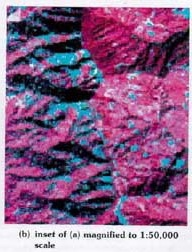 (b) inset of (a) magnified to 1:50,000
scale